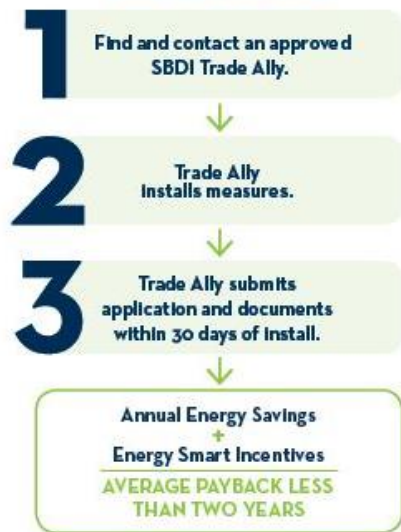 1
Find and contact an approved
SBDI Trade Ally.
2
Trade Ally
installs measures.
3
Trade Ally submits
application and documents
within 30 days of install.
Annual Energy Savings
+
Energy Smart Incentives
AVERAGE PAYBACK LESS
THAN TWO YEARS